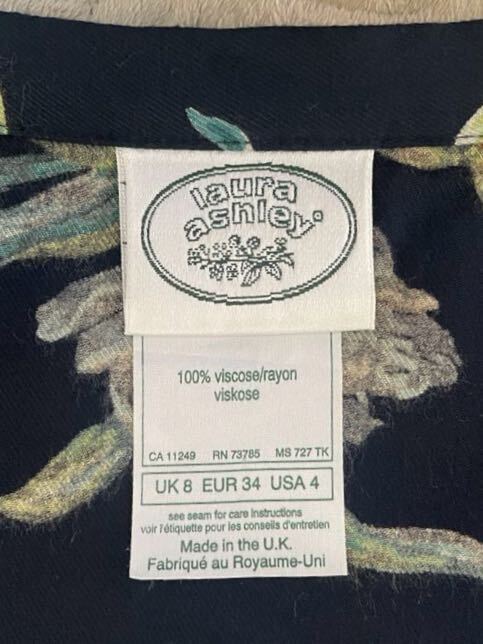 laura
ashley®
100% viscose/rayon
viskose
CA 11249 RN 73785 MS 727 TK
UK 8 EUR 34 USA 4
see seam for care instructions
voir l'étiquette pour les conseils d'entretien
Made in the U.K.
Fabriqué au Royaume-Uni